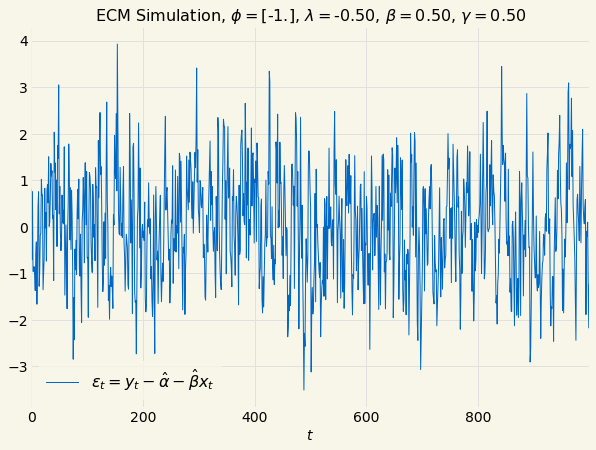 ECM Simulation, ϕ = [-1.], λ = -0.50, β = 0.50, γ = 0.50
4
3
2
1
0
−1
−2
−3
εₜ = yₜ − α̂ − β̂xₜ
0 200 400 600 800
t